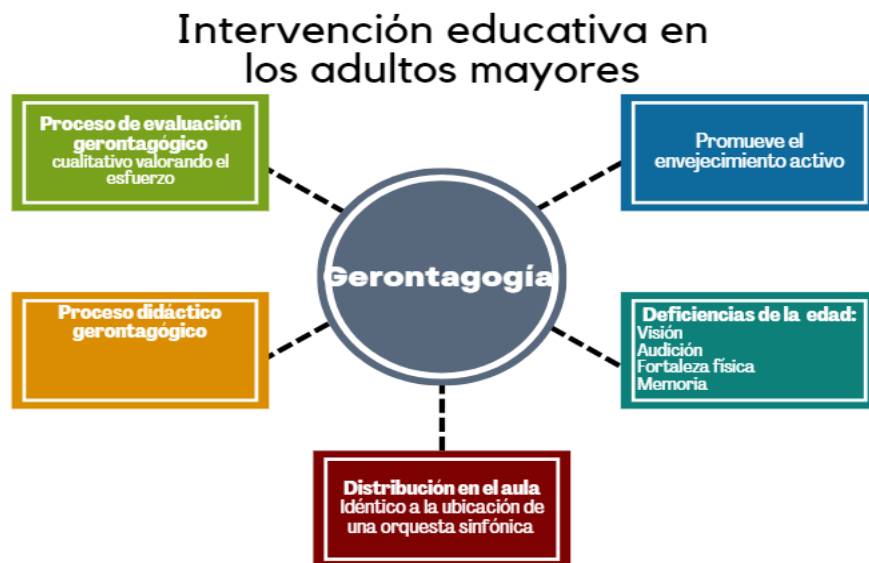 Intervención educativa en
los adultos mayores
Proceso de evaluación
gerontagógico
cualitativo valorando el
esfuerzo
Promueve el
envejecimiento activo
Gerontagogía
Proceso didáctico
gerontagógico
Deficiencias de la edad:
Visión
Audición
Fortaleza física
Memoria
Distribución en el aula
Idéntico a la ubicación de
una orquesta sinfónica